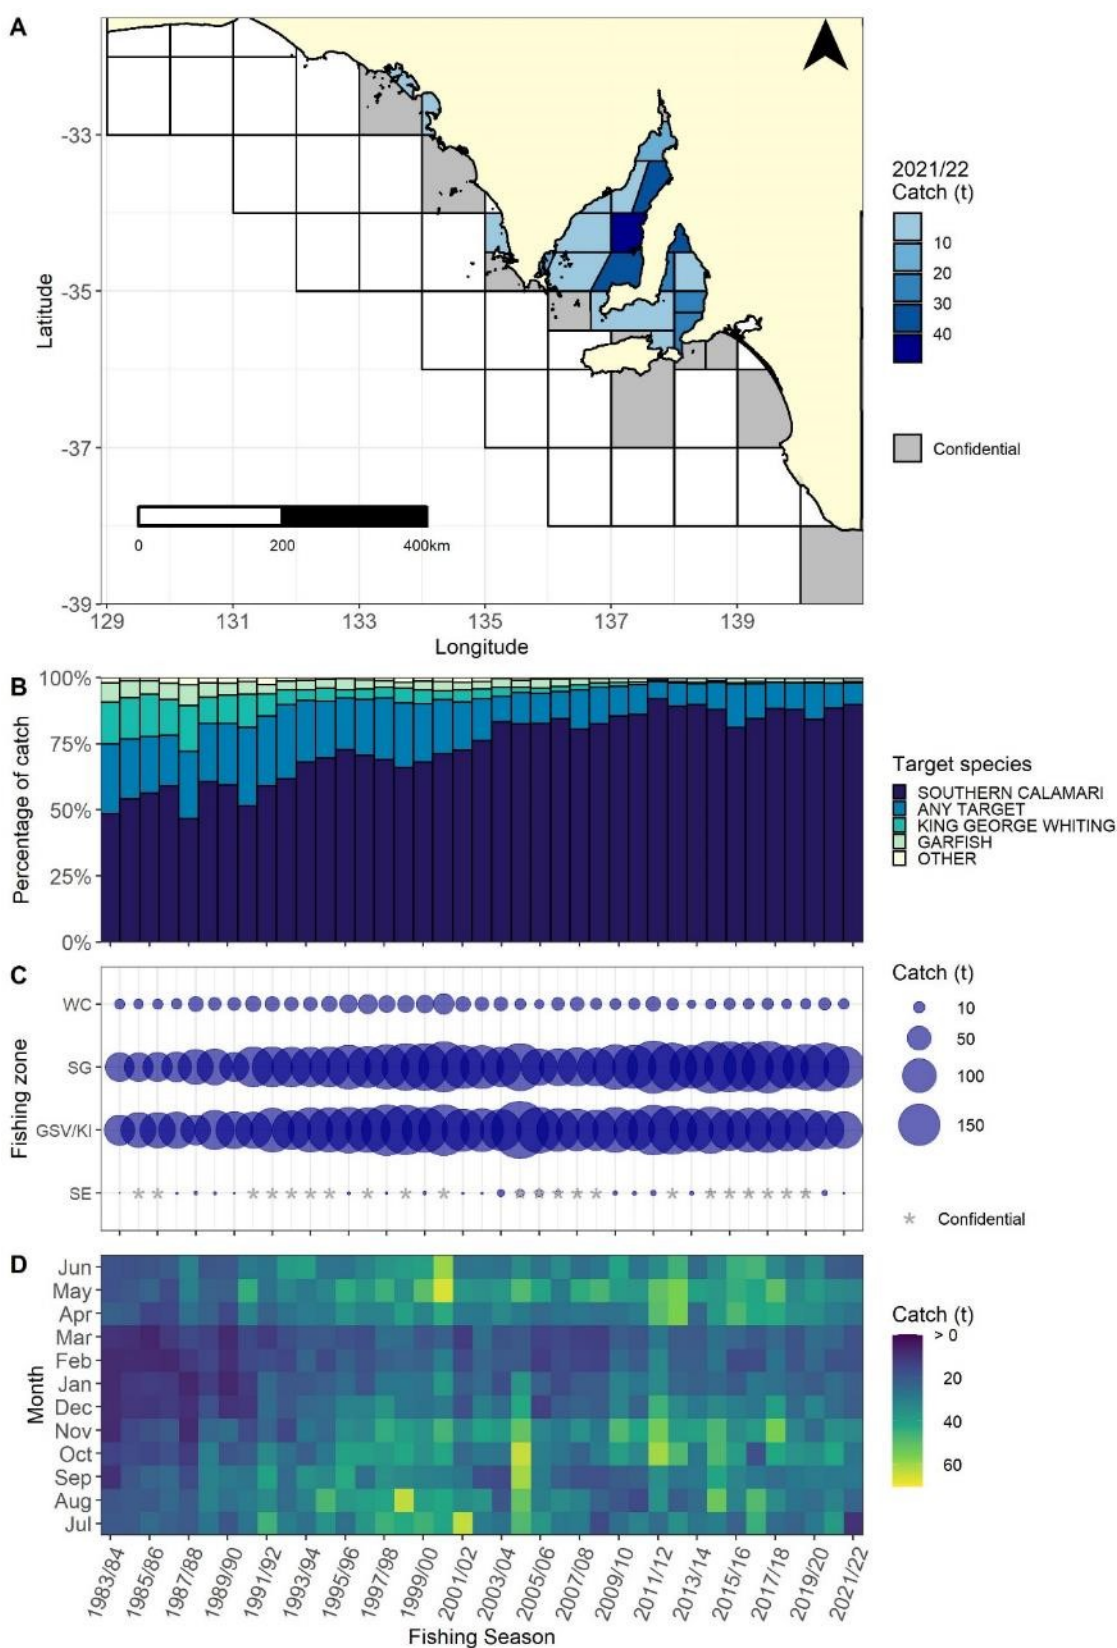 A
-33
-35
-37
-39
Latitude
129
131
133
135
137
139
Longitude
0
200
400km
2021/22
Catch (t)
10
20
30
40
Confidential
B
100%
75%
50%
25%
0%
Percentage of catch
Target species
SOUTHERN CALAMARI
ANY TARGET
KING GEORGE WHITING
GARFISH
OTHER
C
WC
SG
GSV/KI
SE
Fishing zone
Catch (t)
10
50
100
150
* Confidential
D
Jun
May
Apr
Mar
Feb
Jan
Dec
Nov
Oct
Sep
Aug
Jul
Month
Catch (t)
> 0
20
40
60
1983/84
1985/86
1987/88
1989/90
1991/92
1993/94
1995/96
1997/98
1999/00
2001/02
2003/04
2005/06
2007/08
2009/10
2011/12
2013/14
2015/16
2017/18
2019/20
2021/22
Fishing Season